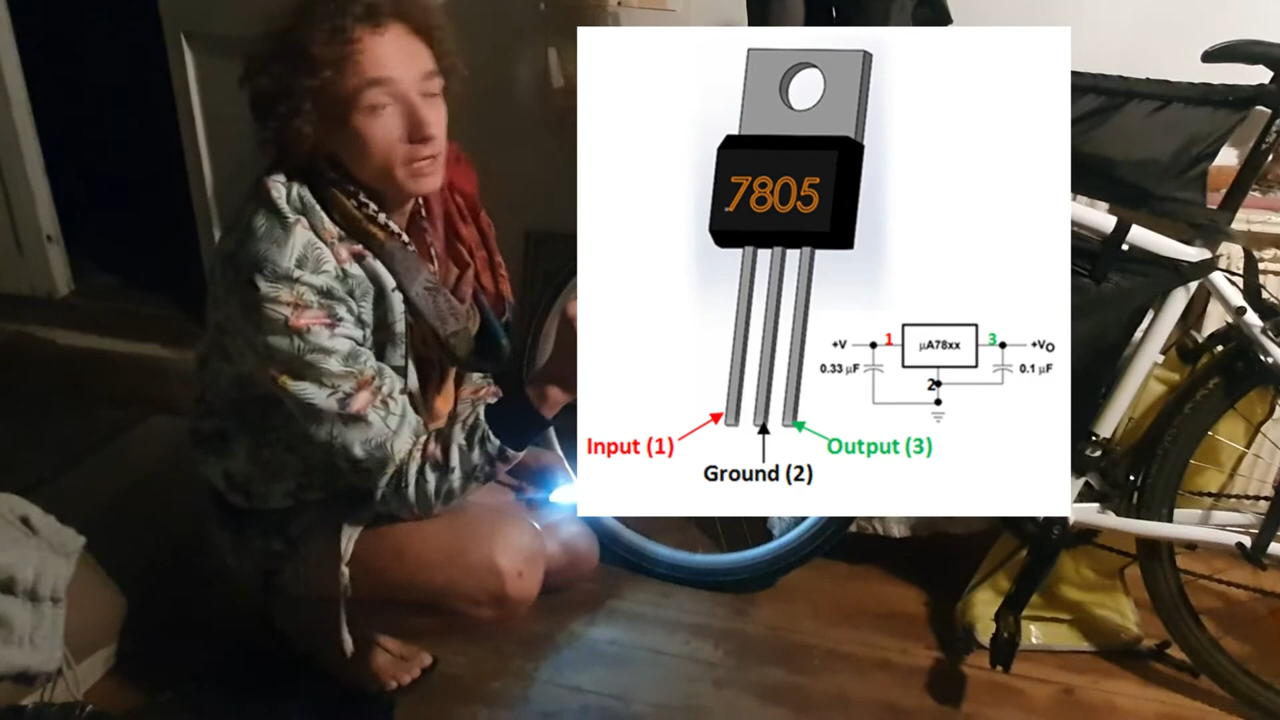 7805
+V 1 µA78xx 3 +VO
0.33 µF 2 0.1 µF
Input (1) Output (3)
Ground (2)